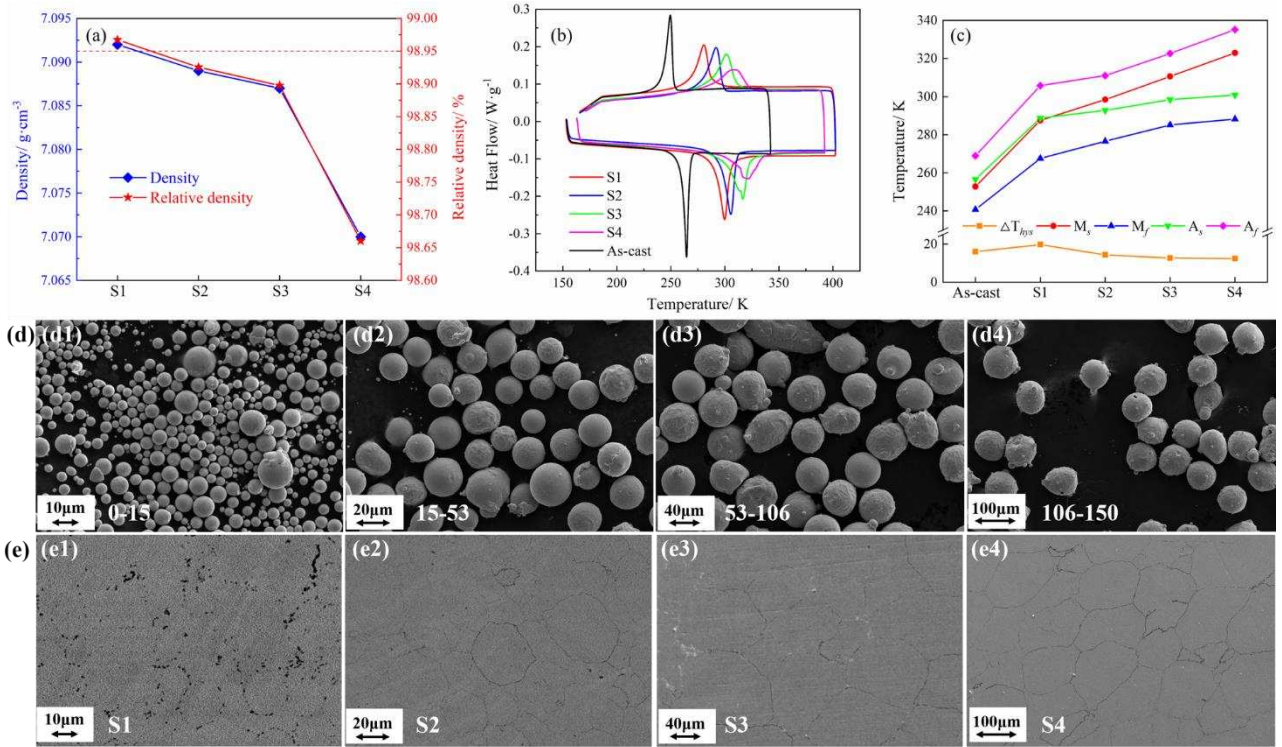 (a)
7.095
7.090
7.085
7.080
7.075
7.070
7.065
Density/ g·cm⁻³
99.00
98.95
98.90
98.85
98.80
98.75
98.70
98.65
98.60
Relative density/ %
Density
Relative density
S1 S2 S3 S4
(b)
0.3
0.2
0.1
0.0
-0.1
-0.2
-0.3
-0.4
Heat Flow/ W·g⁻¹
S1
S2
S3
S4
As-cast
150 200 250 300 350 400
Temperature/ K
(c)
340
320
300
280
260
240
20
0
Temperature/ K
△T_hys M_s M_f A_s A_f
As-cast S1 S2 S3 S4
(d) (d1) (d2) (d3) (d4)
10μm 0-15 20μm 15-53 40μm 53-106 100μm 106-150
(e) (e1) (e2) (e3) (e4)
10μm S1 20μm S2 40μm S3 100μm S4